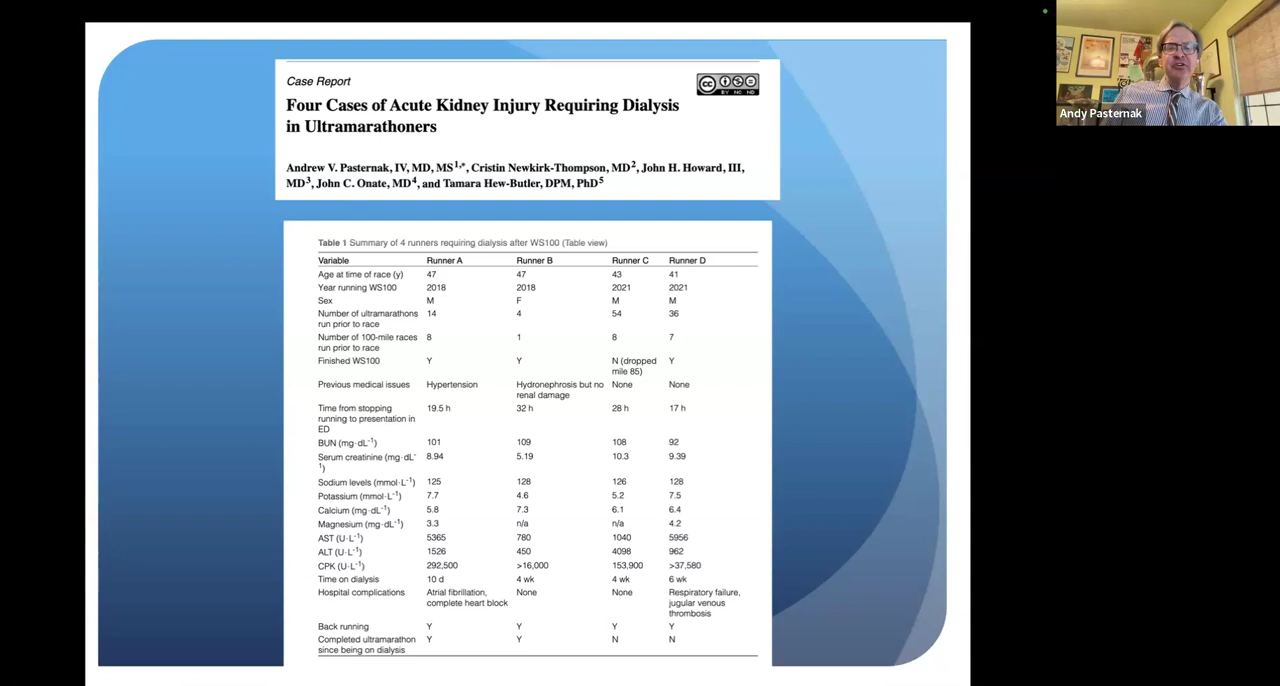 Case Report
BY NC ND
Four Cases of Acute Kidney Injury Requiring Dialysis
in Ultramarathoners
Andrew V. Pasternak, IV, MD, MS1,*, Cristin Newkirk-Thompson, MD2, John H. Howard, III,
MD3, John C. Onate, MD4, and Tamara Hew-Butler, DPM, PhD5
Table 1 Summary of 4 runners requiring dialysis after WS100 (Table view)
Variable Runner A Runner B Runner C Runner D
Age at time of race (y) 47 47 43 41
Year running WS100 2018 2018 2021 2021
Sex M F M M
Number of ultramarathons 14 4 54 36
run prior to race
Number of 100-mile races 8 1 8 7
run prior to race
Finished WS100 Y Y N (dropped Y
mile 85)
Previous medical issues Hypertension Hydronephrosis but no None None
renal damage
Time from stopping 19.5 h 32 h 28 h 17 h
running to presentation in
ED
BUN (mg·dL-1) 101 109 108 92
Serum creatinine (mg·dL- 8.94 5.19 10.3 9.39
1)
Sodium levels (mmol·L-1) 125 128 126 128
Potassium (mmol·L-1) 7.7 4.6 5.2 7.5
Calcium (mg·dL-1) 5.8 7.3 6.1 6.4
Magnesium (mg·dL-1) 3.3 n/a n/a 4.2
AST (U·L-1) 5365 780 1040 5956
ALT (U·L-1) 1526 450 4098 962
CPK (U·L-1) 292,500 >16,000 153,900 >37,580
Time on dialysis 10 d 4 wk 4 wk 6 wk
Hospital complications Atrial fibrillation, None None Respiratory failure,
complete heart block jugular venous
thrombosis
Back running Y Y Y Y
Completed ultramarathon Y Y N N
since being on dialysis
Andy Pasternak